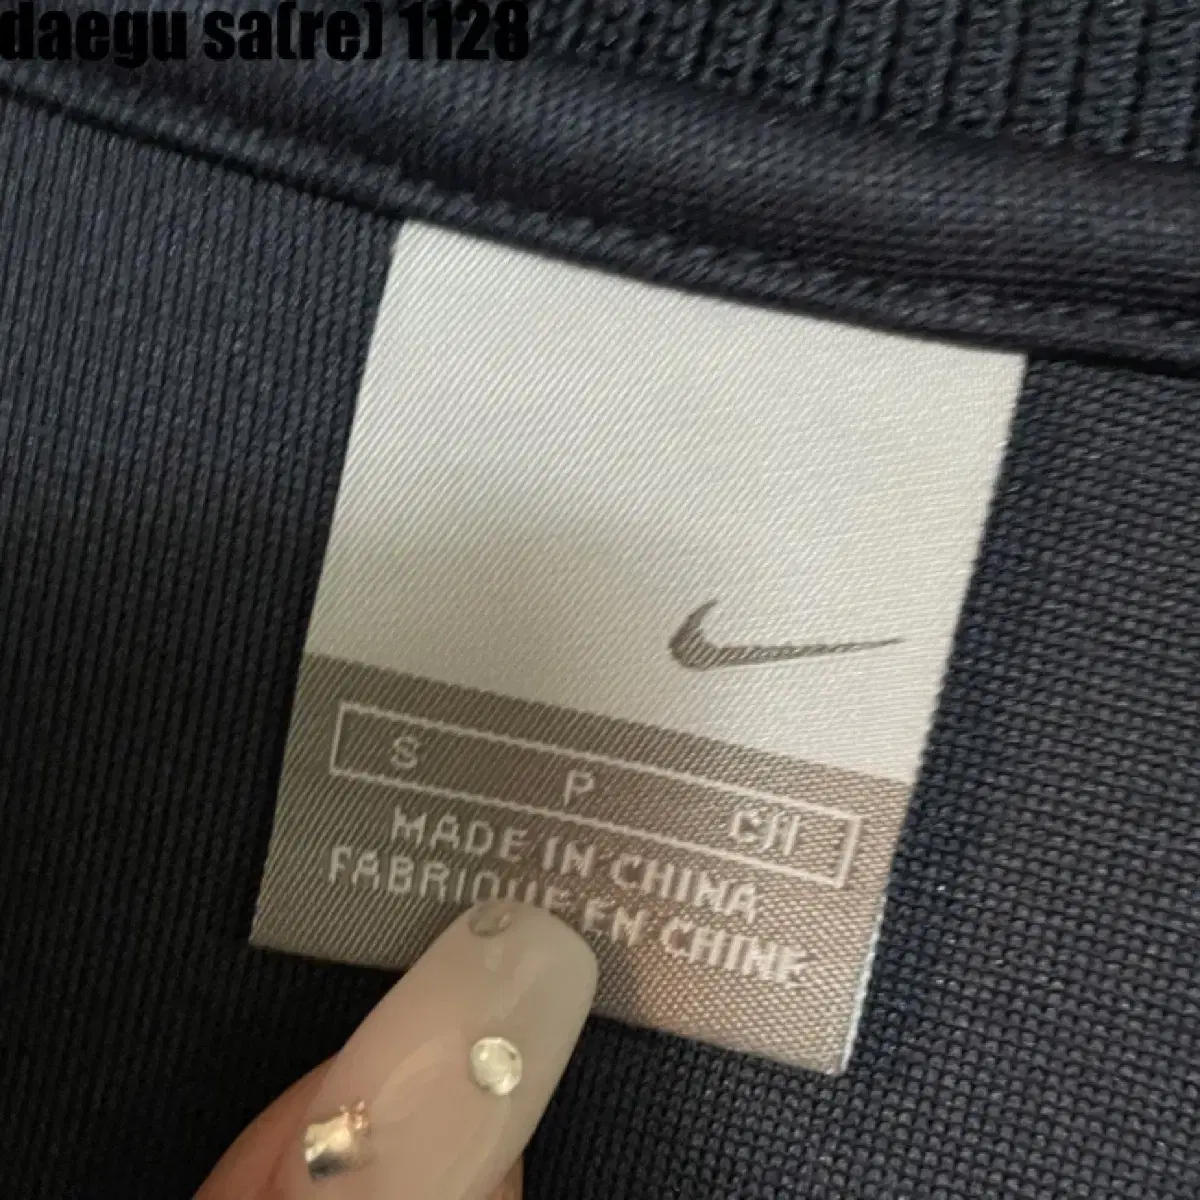 daegu sa(re) 1128
S P CH
MADE IN CHINA
FABRIQUE EN CHINE